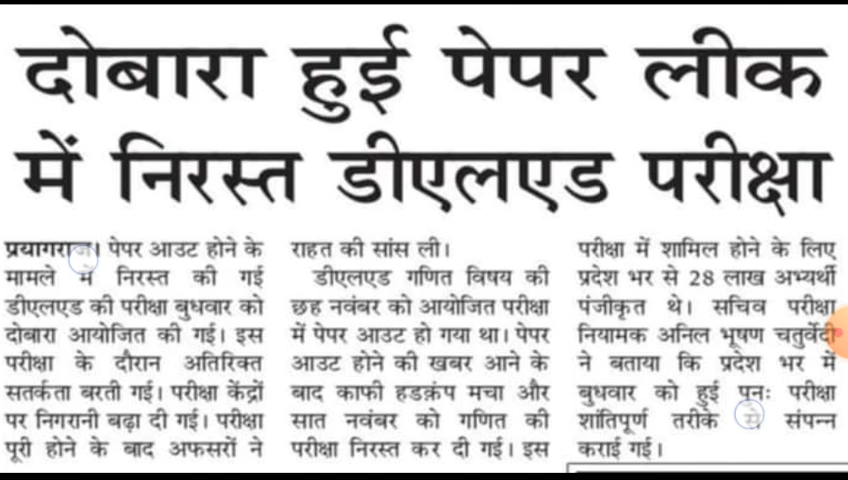 दोबारा हुई पेपर लीक
में निरस्त डीएलएड परीक्षा
प्रयागराज। पेपर आउट होने के
मामले में निरस्त की गई
डीएलएड की परीक्षा बुधवार को
दोबारा आयोजित की गई। इस
परीक्षा के दौरान अतिरिक्त
सतर्कता बरती गई। परीक्षा केंद्रों
पर निगरानी बढ़ा दी गई। परीक्षा
पूरी होने के बाद अफसरों ने
राहत की सांस ली।
डीएलएड गणित विषय की
छह नवंबर को आयोजित परीक्षा
में पेपर आउट हो गया था। पेपर
आउट होने की खबर आने के
बाद काफी हडक़ंप मचा और
सात नवंबर को गणित की
परीक्षा निरस्त कर दी गई। इस
परीक्षा में शामिल होने के लिए
प्रदेश भर से 28 लाख अभ्यर्थी
पंजीकृत थे। सचिव परीक्षा
नियामक अनिल भूषण चतुर्वेदी
ने बताया कि प्रदेश भर में
बुधवार को हुई पुनः परीक्षा
शांतिपूर्ण तरीके से संपन्न
कराई गई।